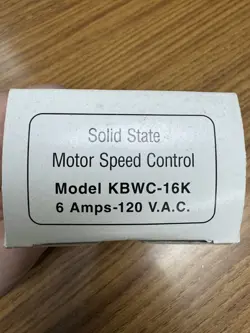 Solid State
Motor Speed Control
Model KBWC-16K
6 Amps-120 V.A.C.